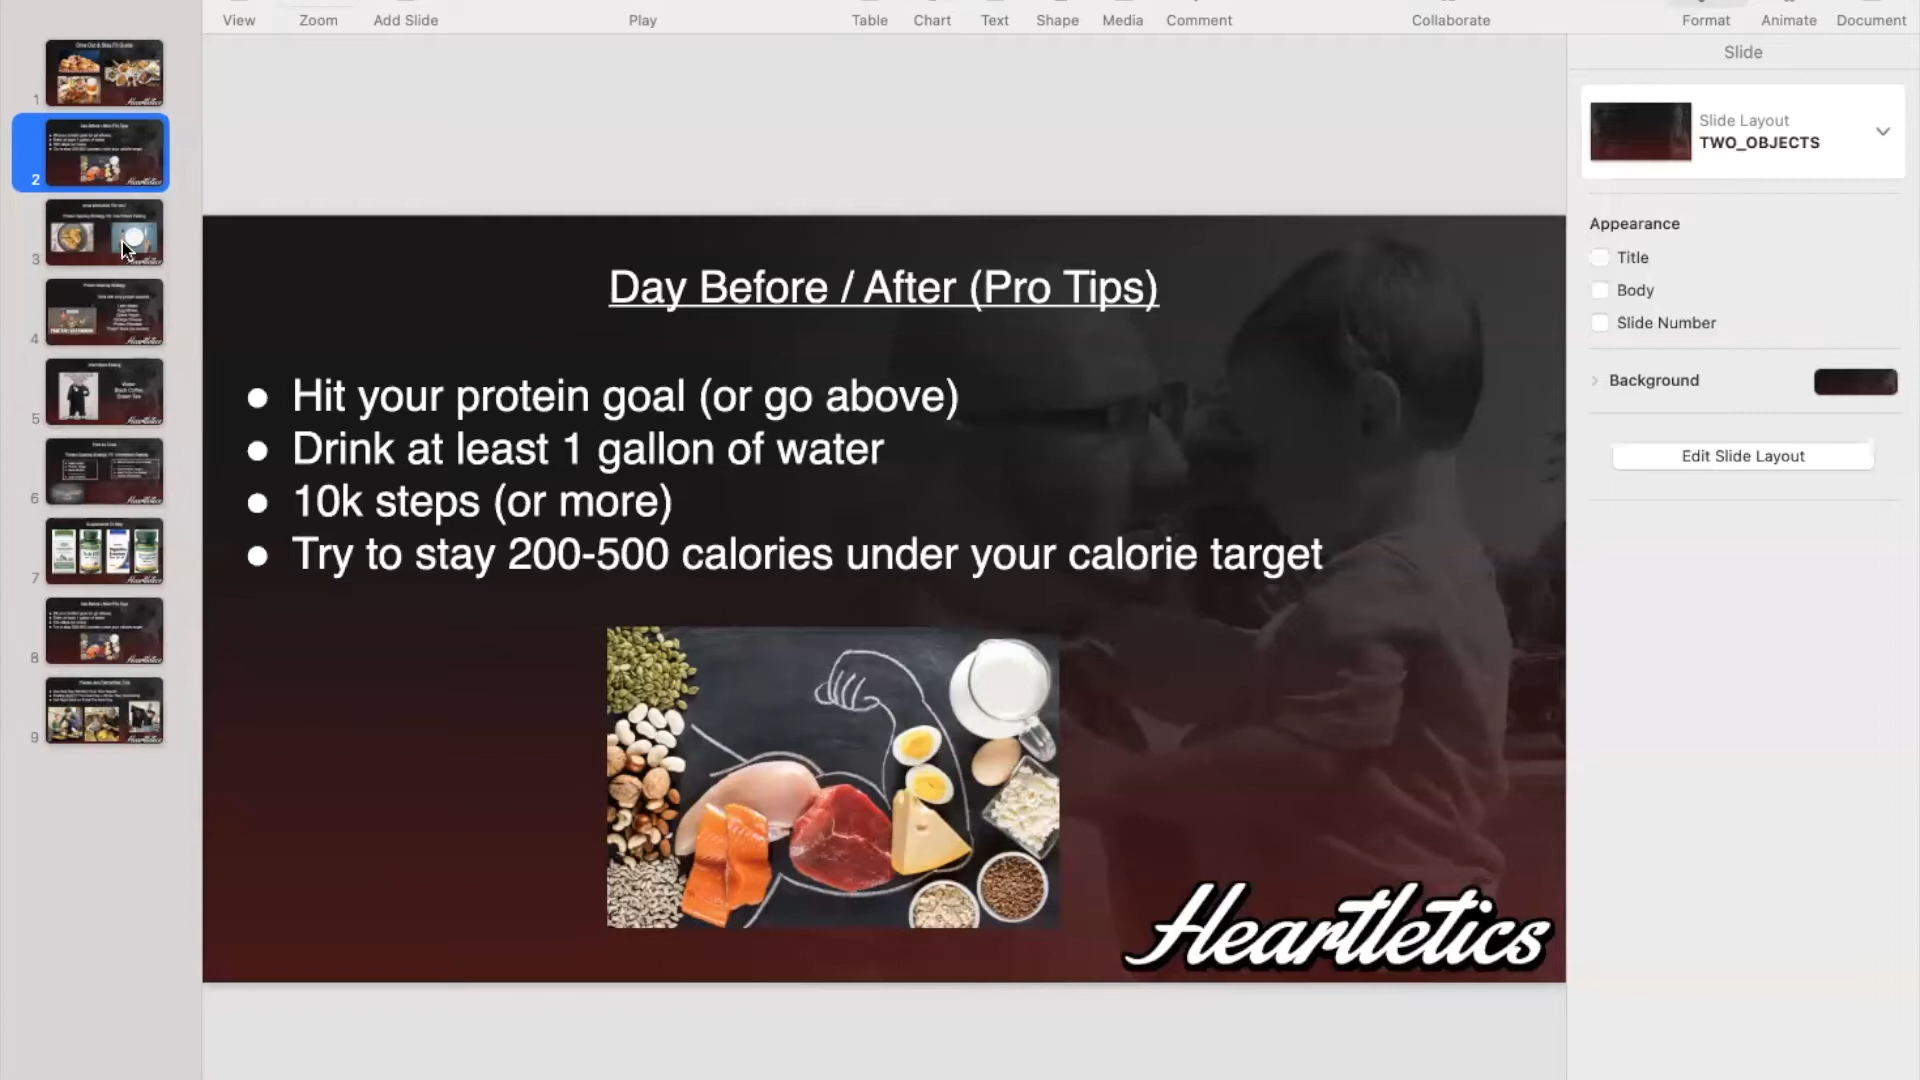 View
Zoom
Add Slide
Play
Table
Chart
Text
Shape
Media
Comment
Collaborate
Format
Animate
Document
Slide
Slide Layout
TWO_OBJECTS
Appearance
Title
Body
Slide Number
Background
Edit Slide Layout
1
2
3
4
5
6
7
8
9
Day Before / After (Pro Tips)
● Hit your protein goal (or go above)
● Drink at least 1 gallon of water
● 10k steps (or more)
● Try to stay 200-500 calories under your calorie target
Heartletics